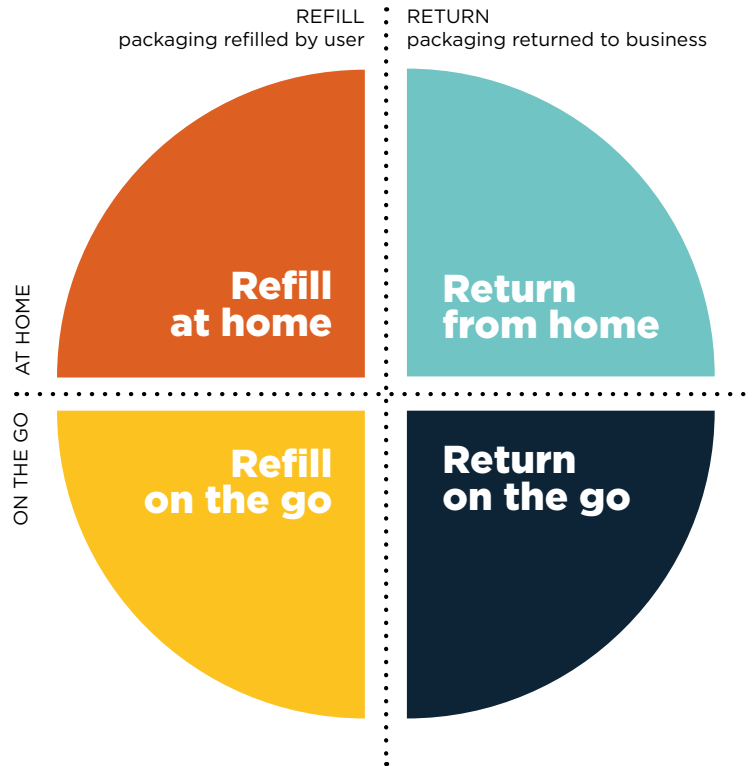 REFILL
packaging refilled by user
RETURN
packaging returned to business
AT HOME
Refill
at home
Return
from home
ON THE GO
Refill
on the go
Return
on the go